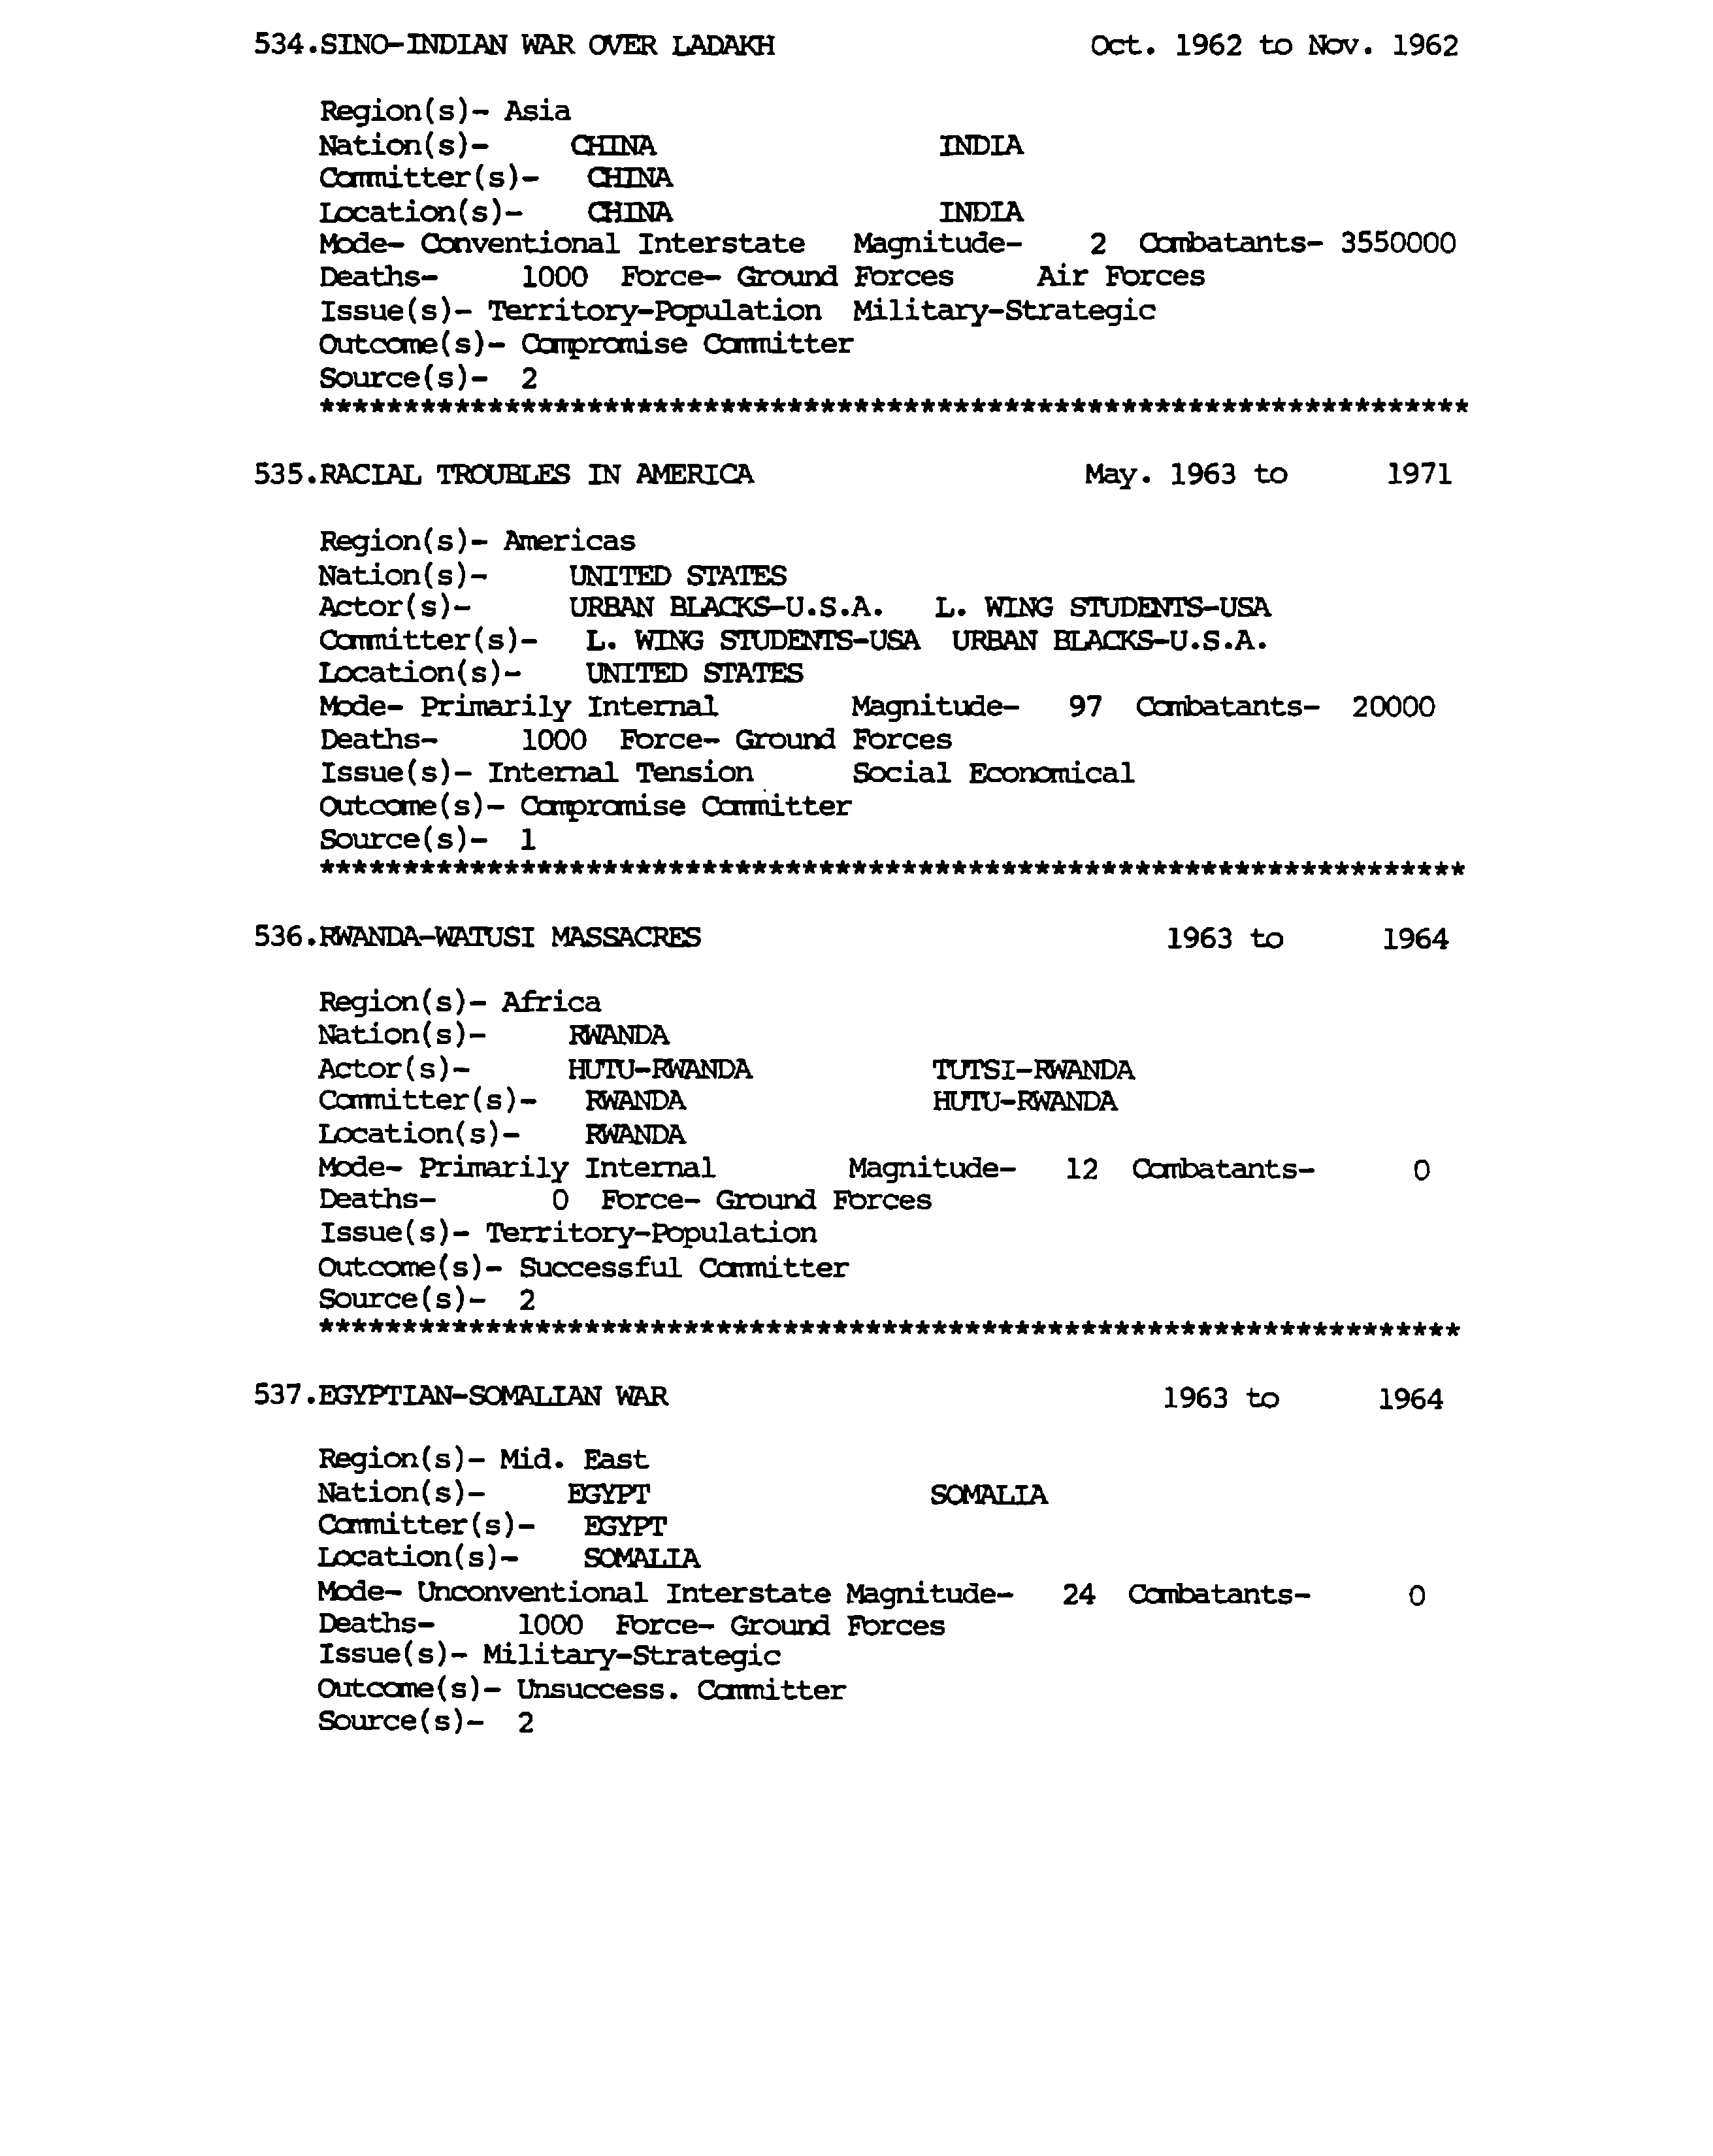 534.SINO-INDIAN WAR OVER LADAKH Oct. 1962 to Nov. 1962
Region(s)- Asia
Nation(s)- CHINA INDIA
Committer(s)- CHINA
Location(s)- CHINA INDIA
Mode- Conventional Interstate Magnitude- 2 Combatants- 3550000
Deaths- 1000 Force- Ground Forces Air Forces
Issue(s)- Territory-Population Military-Strategic
Outcome(s)- Compromise Committer
Source(s)- 2
*********************************************************************
535.RACIAL TROUBLES IN AMERICA May. 1963 to 1971
Region(s)- Americas
Nation(s)- UNITED STATES
Actor(s)- URBAN BLACKS-U.S.A. L. WING STUDENTS-USA
Committer(s)- L. WING STUDENTS-USA URBAN BLACKS-U.S.A.
Location(s)- UNITED STATES
Mode- Primarily Internal Magnitude- 97 Combatants- 20000
Deaths- 1000 Force- Ground Forces
Issue(s)- Internal Tension Social Economical
Outcome(s)- Compromise Committer
Source(s)- 1
*********************************************************************
536.RWANDA-WATUSI MASSACRES 1963 to 1964
Region(s)- Africa
Nation(s)- RWANDA
Actor(s)- HUTU-RWANDA TUTSI-RWANDA
Committer(s)- RWANDA HUTU-RWANDA
Location(s)- RWANDA
Mode- Primarily Internal Magnitude- 12 Combatants- 0
Deaths- 0 Force- Ground Forces
Issue(s)- Territory-Population
Outcome(s)- Successful Committer
Source(s)- 2
*********************************************************************
537.EGYPTIAN-SOMALIAN WAR 1963 to 1964
Region(s)- Mid. East
Nation(s)- EGYPT SOMALIA
Committer(s)- EGYPT
Location(s)- SOMALIA
Mode- Unconventional Interstate Magnitude- 24 Combatants- 0
Deaths- 1000 Force- Ground Forces
Issue(s)- Military-Strategic
Outcome(s)- Unsuccess. Committer
Source(s)- 2